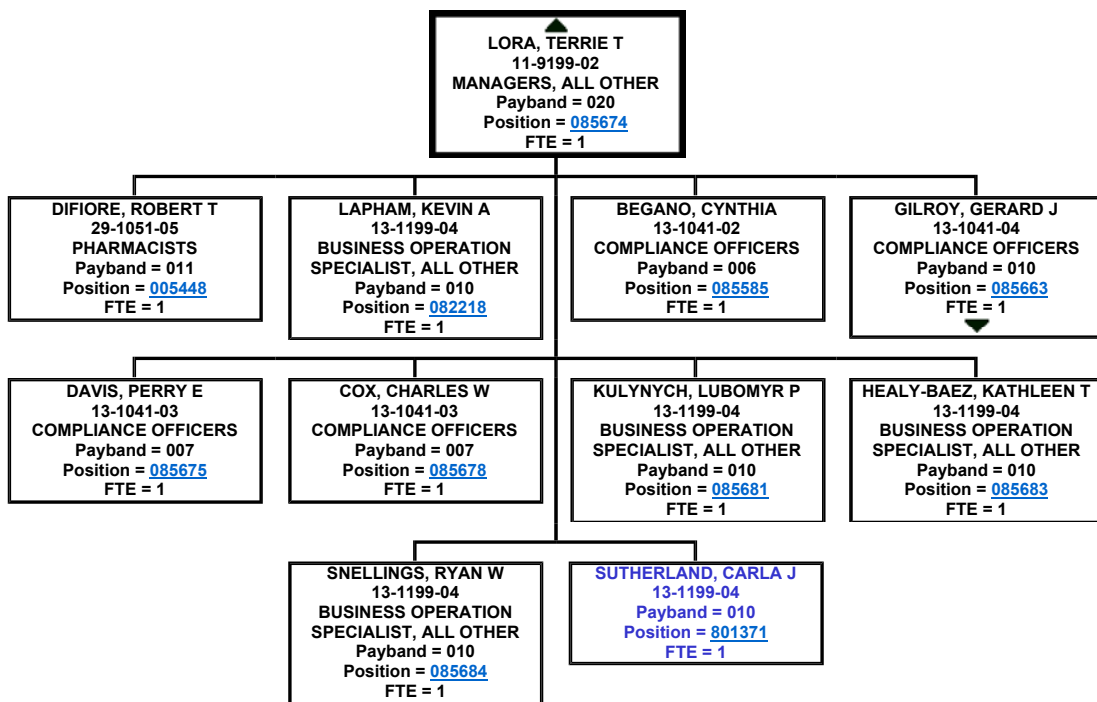 LORA, TERRIE T
11-9199-02
MANAGERS, ALL OTHER
Payband = 020
Position = 085674
FTE = 1
DIFIORE, ROBERT T
29-1051-05
PHARMACISTS
Payband = 011
Position = 005448
FTE = 1
LAPHAM, KEVIN A
13-1199-04
BUSINESS OPERATION
SPECIALIST, ALL OTHER
Payband = 010
Position = 082218
FTE = 1
BEGANO, CYNTHIA
13-1041-02
COMPLIANCE OFFICERS
Payband = 006
Position = 085585
FTE = 1
GILROY, GERARD J
13-1041-04
COMPLIANCE OFFICERS
Payband = 010
Position = 085663
FTE = 1
DAVIS, PERRY E
13-1041-03
COMPLIANCE OFFICERS
Payband = 007
Position = 085675
FTE = 1
COX, CHARLES W
13-1041-03
COMPLIANCE OFFICERS
Payband = 007
Position = 085678
FTE = 1
KULYNYCH, LUBOMYR P
13-1199-04
BUSINESS OPERATION
SPECIALIST, ALL OTHER
Payband = 010
Position = 085681
FTE = 1
HEALY-BAEZ, KATHLEEN T
13-1199-04
BUSINESS OPERATION
SPECIALIST, ALL OTHER
Payband = 010
Position = 085683
FTE = 1
SNELLINGS, RYAN W
13-1199-04
BUSINESS OPERATION
SPECIALIST, ALL OTHER
Payband = 010
Position = 085684
FTE = 1
SUTHERLAND, CARLA J
13-1199-04
Payband = 010
Position = 801371
FTE = 1